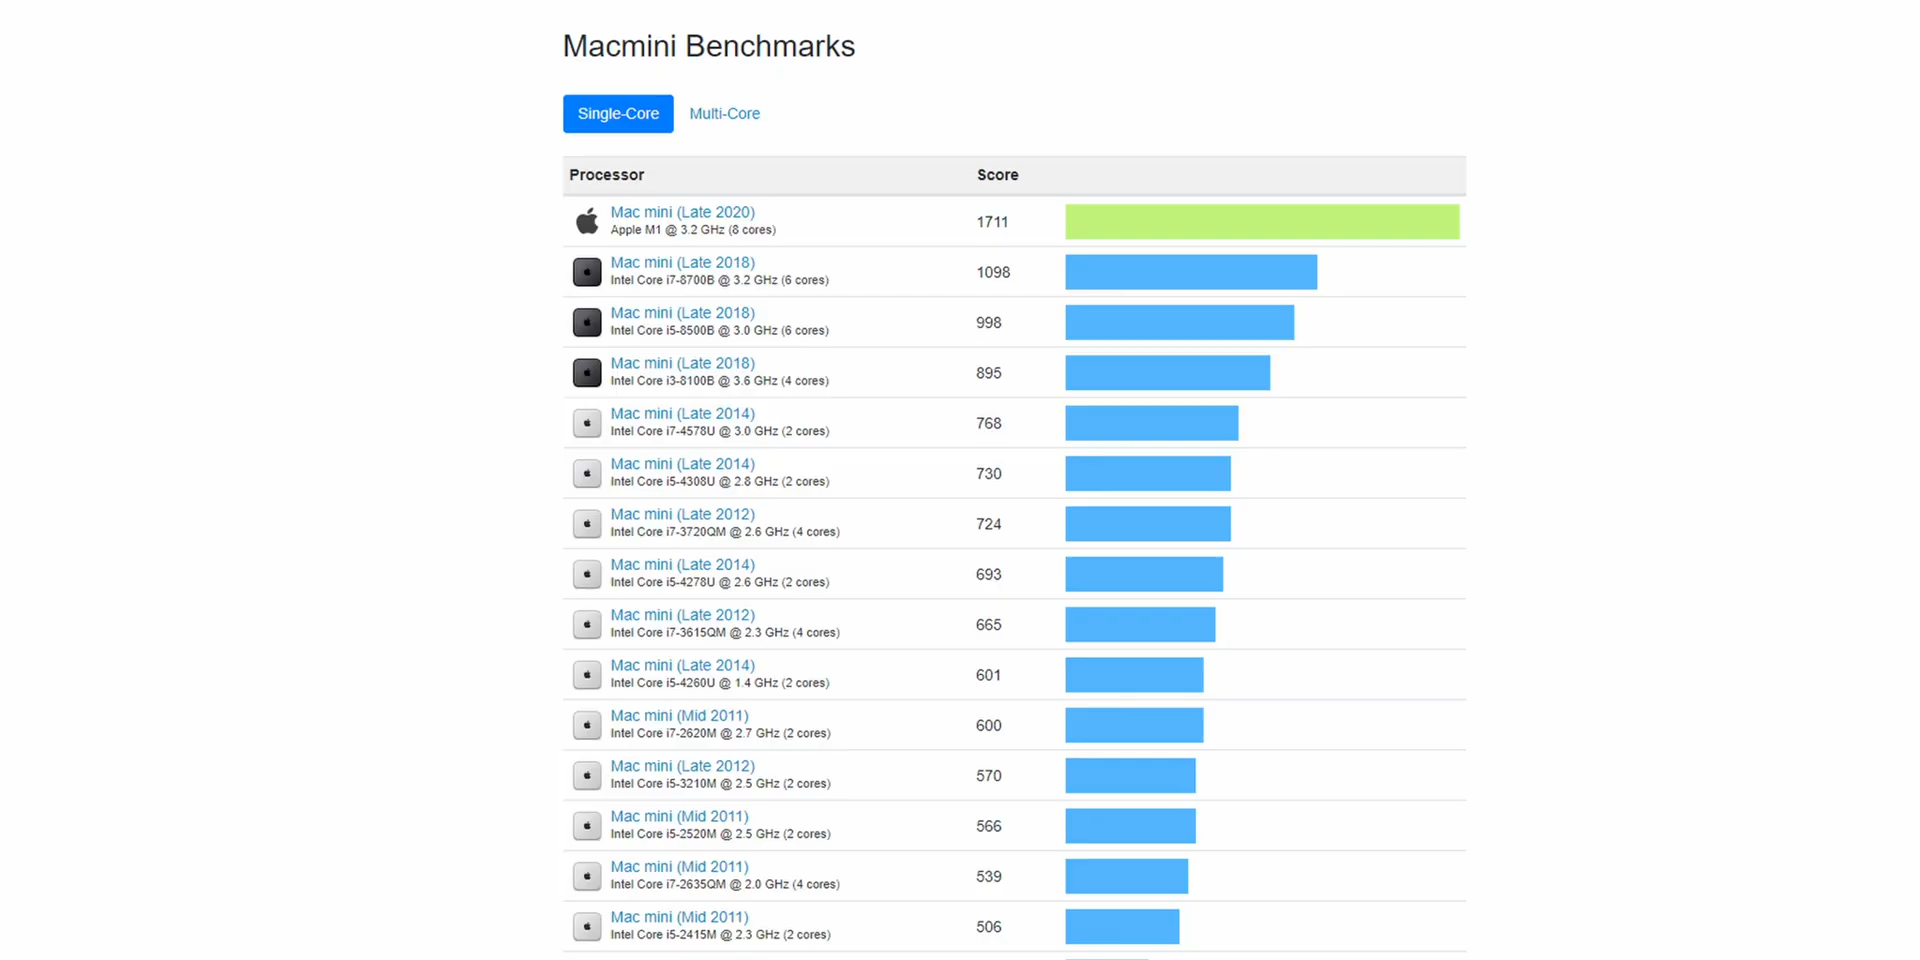 Macmini Benchmarks
Single-Core Multi-Core
Processor Score
Mac mini (Late 2020)
Apple M1 @ 3.2 GHz (8 cores)
1711
Mac mini (Late 2018)
Intel Core i7-8700B @ 3.2 GHz (6 cores)
1098
Mac mini (Late 2018)
Intel Core i5-8500B @ 3.0 GHz (6 cores)
998
Mac mini (Late 2018)
Intel Core i3-8100B @ 3.6 GHz (4 cores)
895
Mac mini (Late 2014)
Intel Core i7-4578U @ 3.0 GHz (2 cores)
768
Mac mini (Late 2014)
Intel Core i5-4308U @ 2.8 GHz (2 cores)
730
Mac mini (Late 2012)
Intel Core i7-3720QM @ 2.6 GHz (4 cores)
724
Mac mini (Late 2014)
Intel Core i5-4278U @ 2.6 GHz (2 cores)
693
Mac mini (Late 2012)
Intel Core i7-3615QM @ 2.3 GHz (4 cores)
665
Mac mini (Late 2014)
Intel Core i5-4260U @ 1.4 GHz (2 cores)
601
Mac mini (Mid 2011)
Intel Core i7-2620M @ 2.7 GHz (2 cores)
600
Mac mini (Late 2012)
Intel Core i5-3210M @ 2.5 GHz (2 cores)
570
Mac mini (Mid 2011)
Intel Core i5-2520M @ 2.5 GHz (2 cores)
566
Mac mini (Mid 2011)
Intel Core i7-2635QM @ 2.0 GHz (4 cores)
539
Mac mini (Mid 2011)
Intel Core i5-2415M @ 2.3 GHz (2 cores)
506